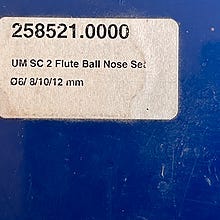 258521.0000
UM SC 2 Flute Ball Nose Set
Ø6/ 8/10/12 mm